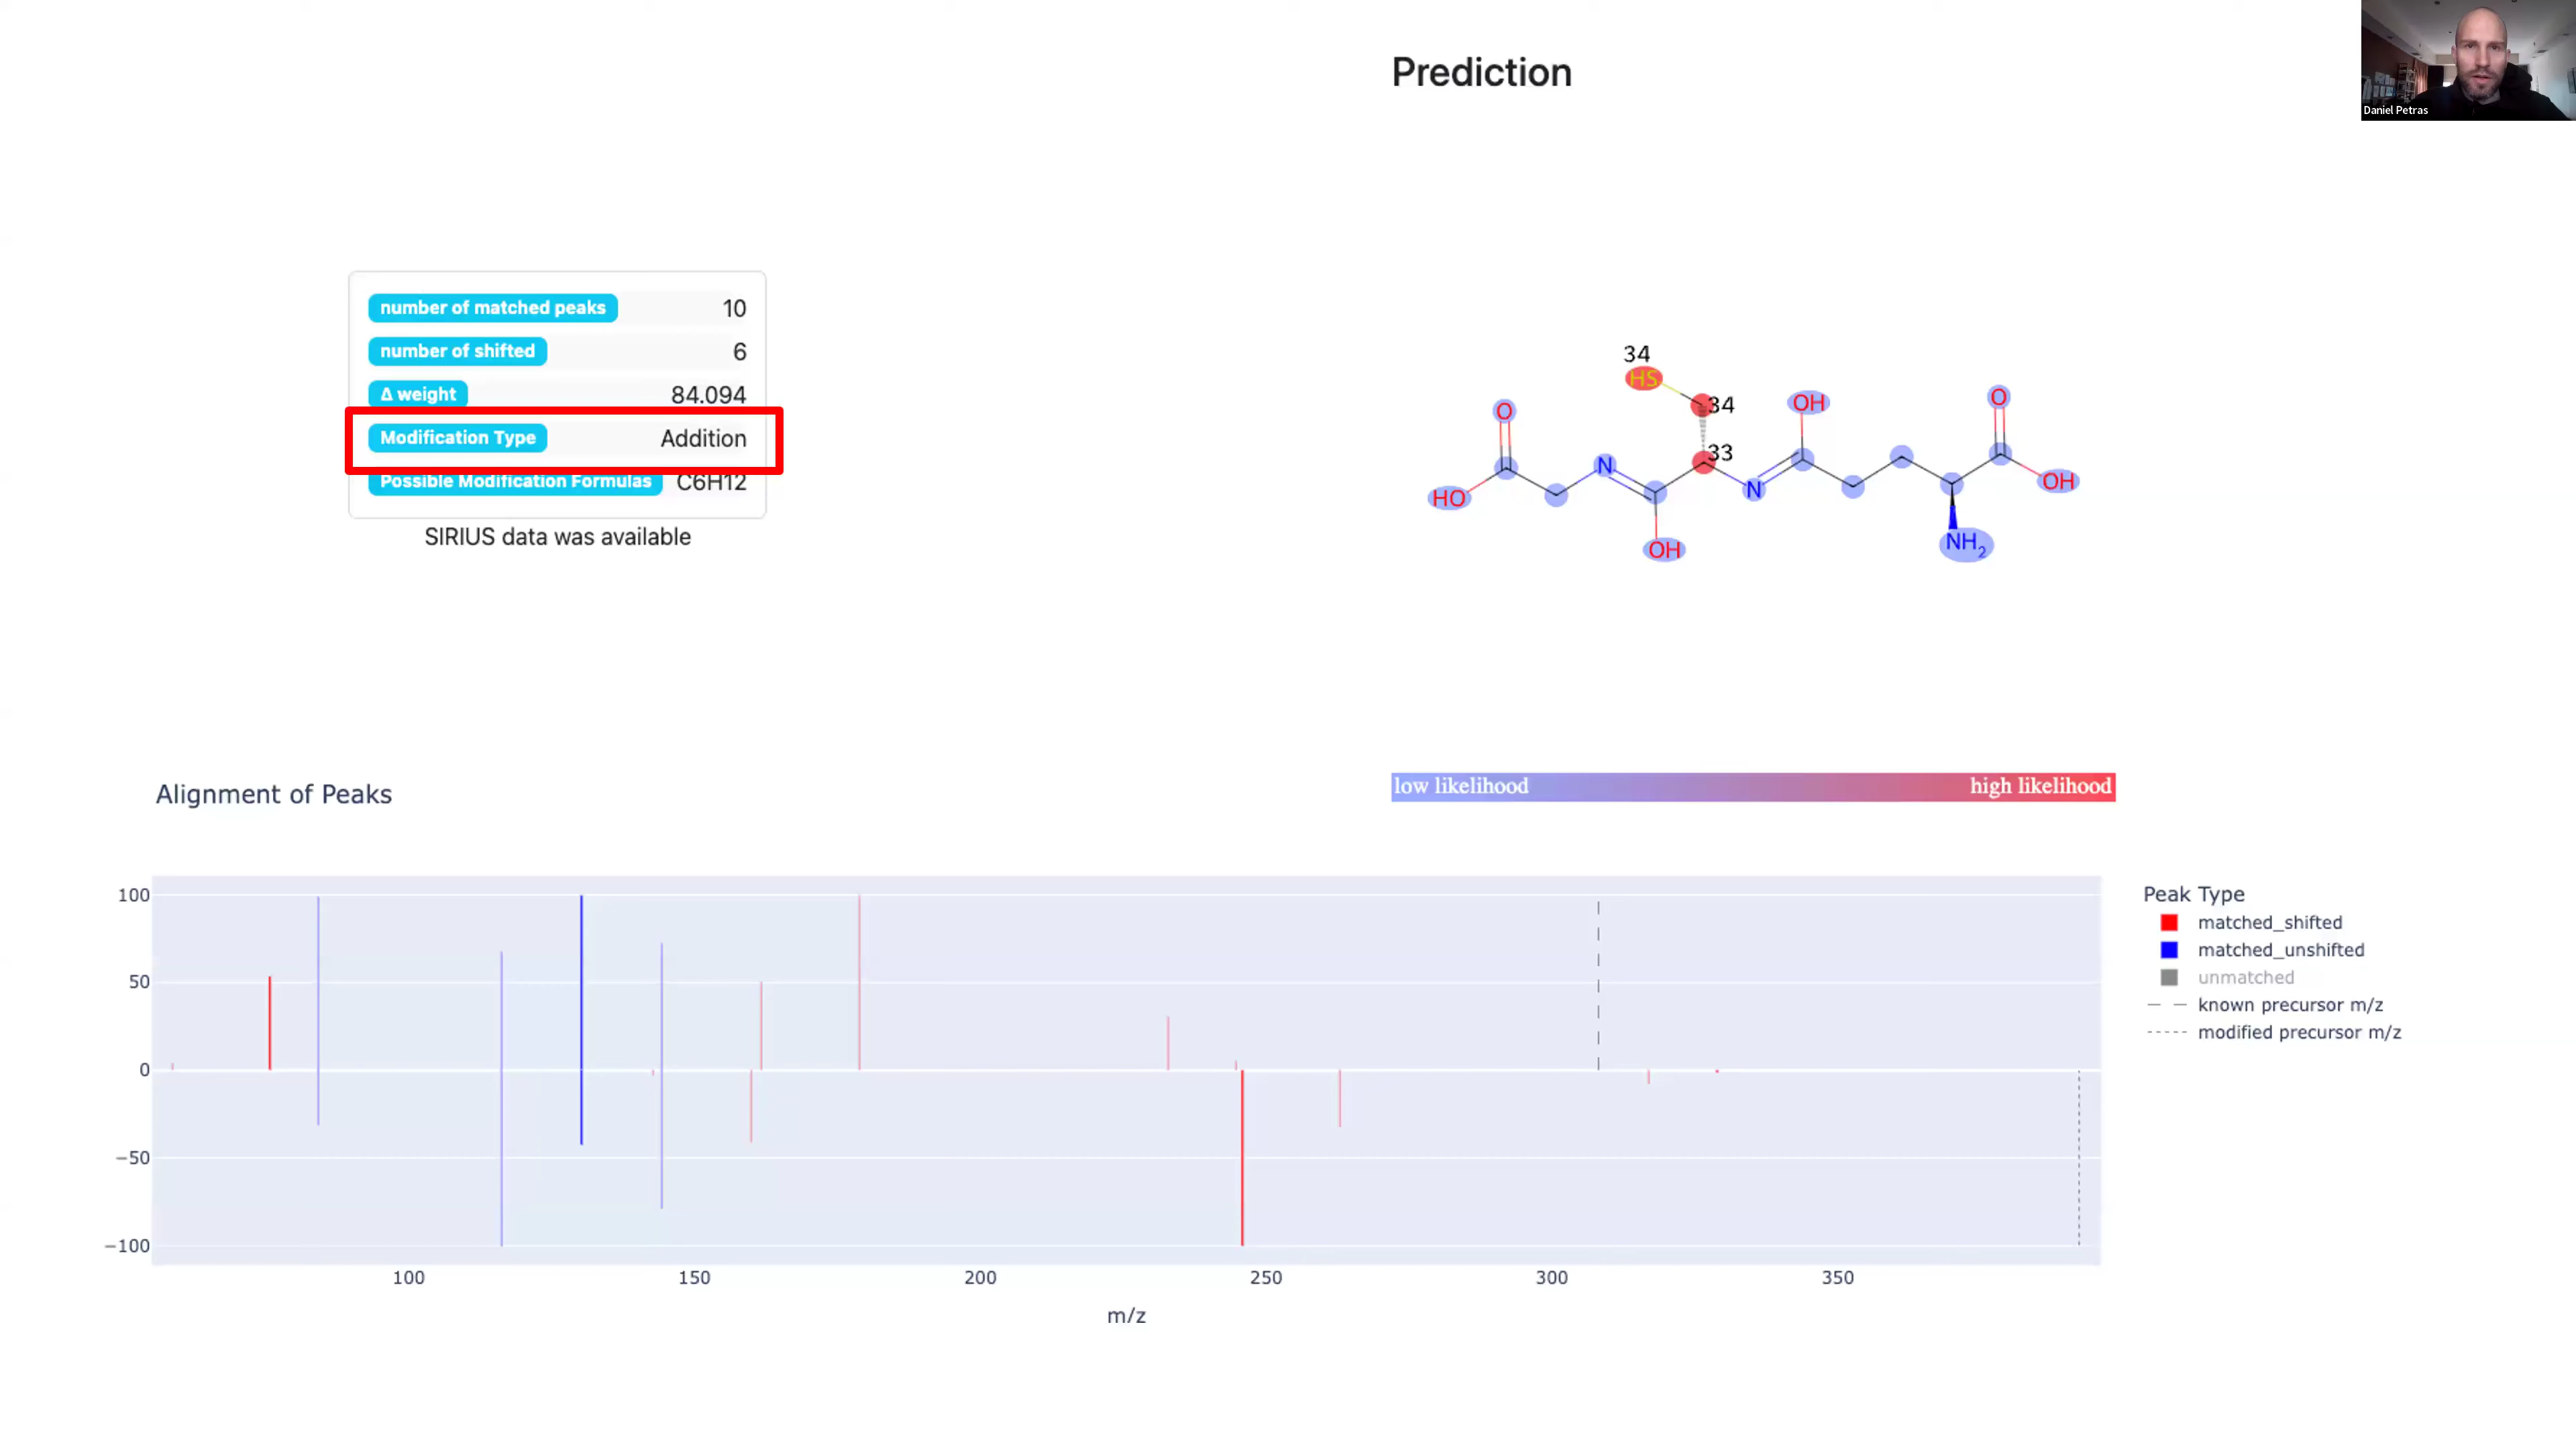 Prediction
Daniel Petras
number of matched peaks 10
number of shifted 6
Δ weight 84.094
Modification Type Addition
Possible Modification Formulas C6H12
SIRIUS data was available
34
HS
34
33
O
HO
N
OH
N
OH
O
OH
NH2
low likelihood high likelihood
Alignment of Peaks
100
50
0
−50
−100
100 150 200 250 300 350
m/z
Peak Type
matched_shifted
matched_unshifted
unmatched
known precursor m/z
modified precursor m/z